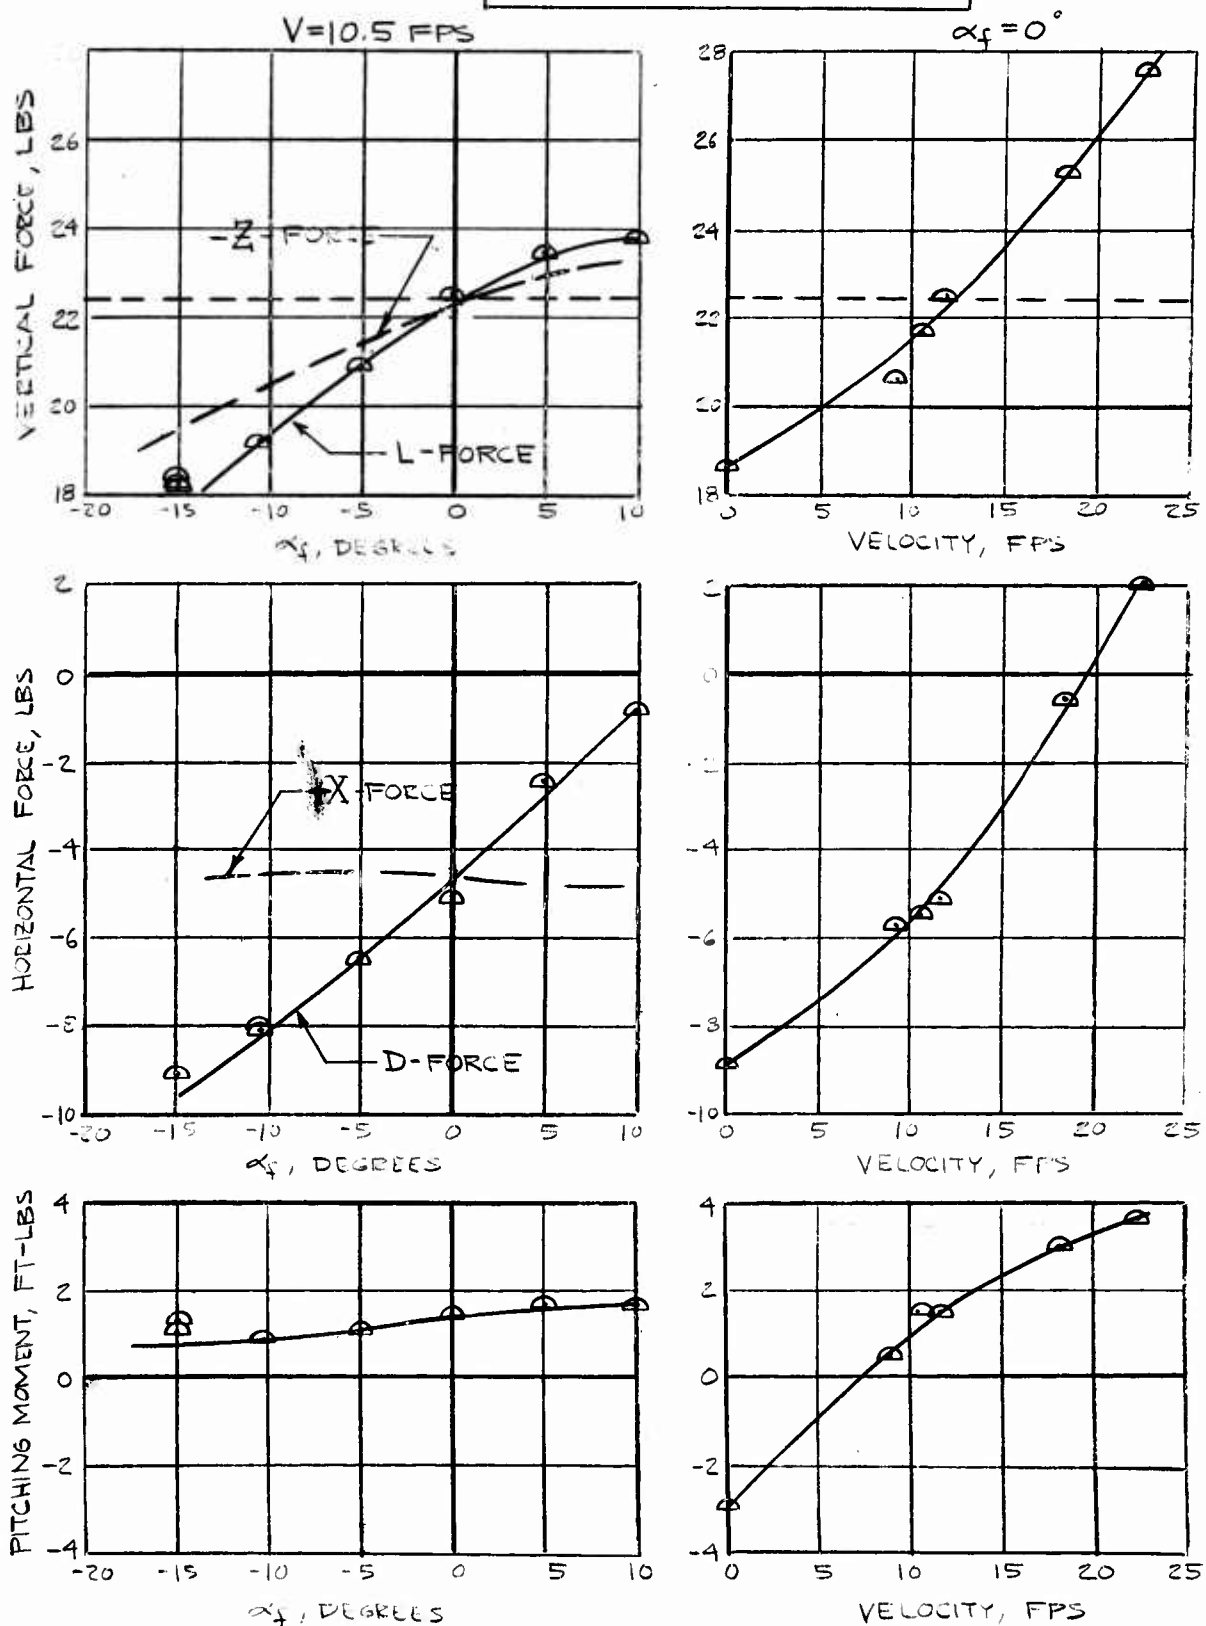 V=10.5 FPS
αf = 0°
VERTICAL FORCE, LBS
26
24
22
20
18
-Z-FORCE
L-FORCE
-20 -15 -10 -5 0 5 10
αf, DEGREES
28
26
24
22
20
18
5 10 15 20 25
VELOCITY, FPS
HORIZONTAL FORCE, LBS
2
0
-2
-4
-6
-8
-10
X-FORCE
D-FORCE
-20 -15 -10 -5 0 5 10
αf, DEGREES
0
-2
-4
-6
-8
-10
0 5 10 15 20 25
VELOCITY, FPS
PITCHING MOMENT, FT-LBS
4
2
0
-2
-4
-20 -15 -10 -5 0 5 10
αf, DEGREES
4
2
0
-2
-4
0 5 10 15 20 25
VELOCITY, FPS